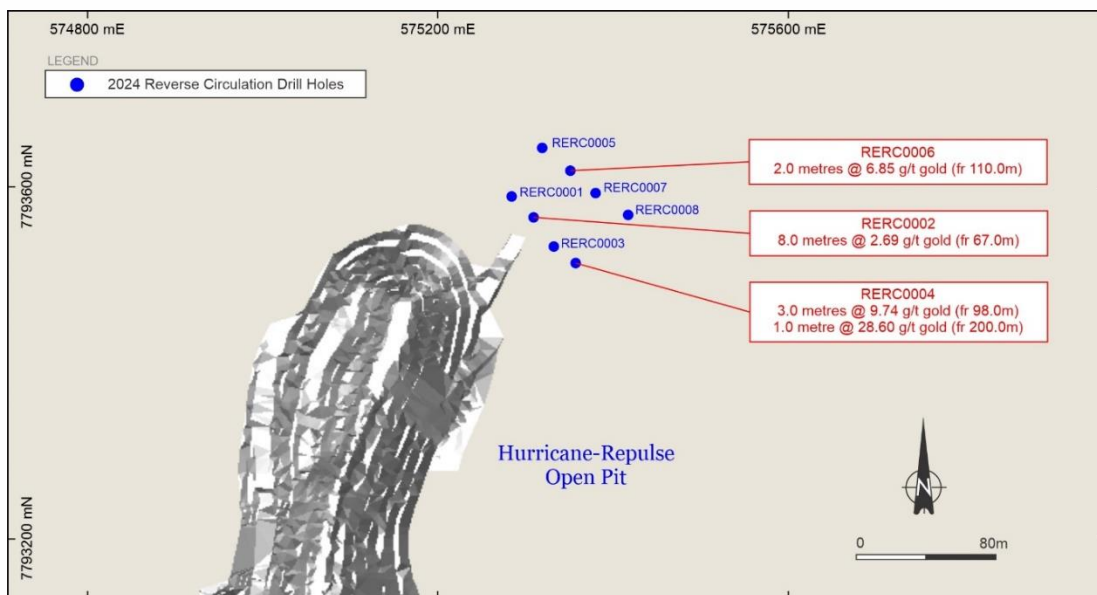 574800 mE
575200 mE
575600 mE
LEGEND
2024 Reverse Circulation Drill Holes
7793600 mN
RERC0005
RERC0006
2.0 metres @ 6.85 g/t gold (fr 110.0m)
RERC0001
RERC0007
RERC0008
RERC0002
8.0 metres @ 2.69 g/t gold (fr 67.0m)
RERC0003
RERC0004
3.0 metres @ 9.74 g/t gold (fr 98.0m)
1.0 metre @ 28.60 g/t gold (fr 200.0m)
Hurricane-Repulse
Open Pit
N
7793200 mN
0 80m